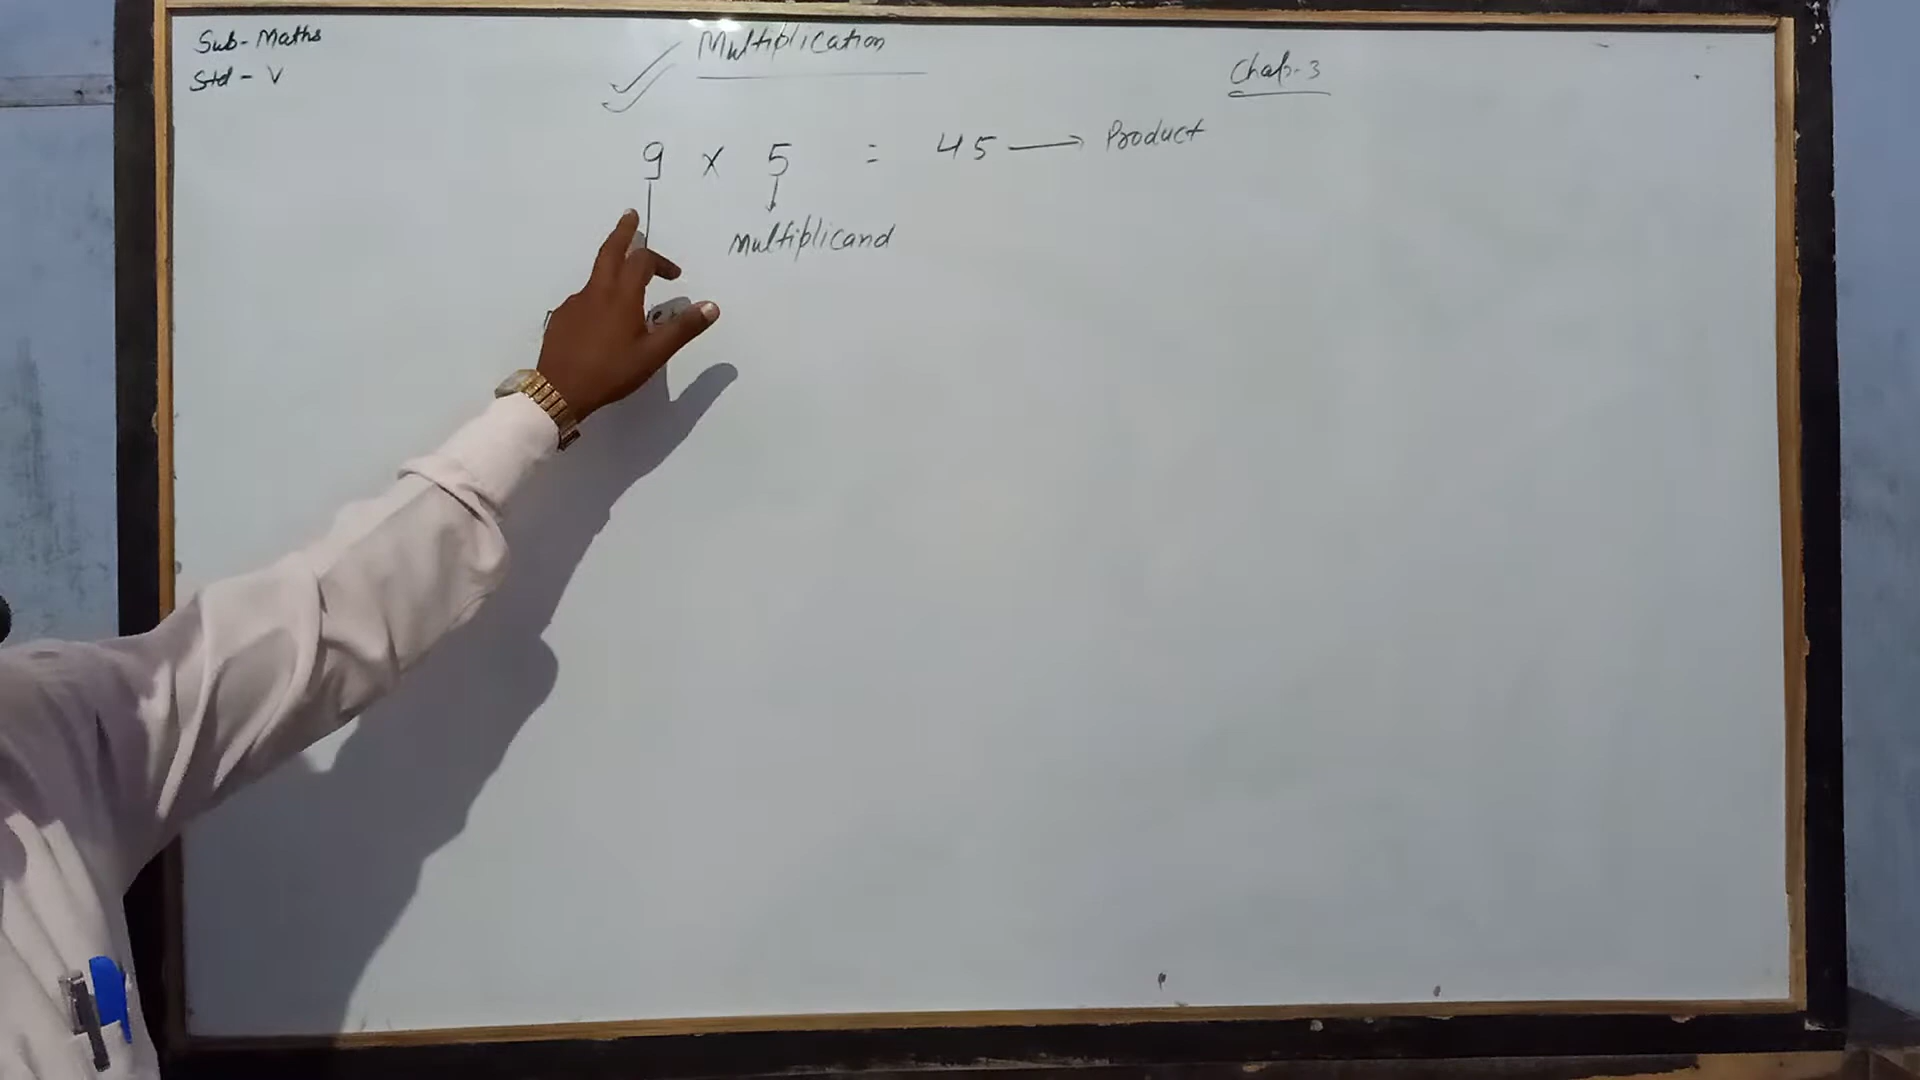 Sub- Maths
Std - V
Multiplication
Chap-3
9 x 5 = 45 → Product
Multiplicand